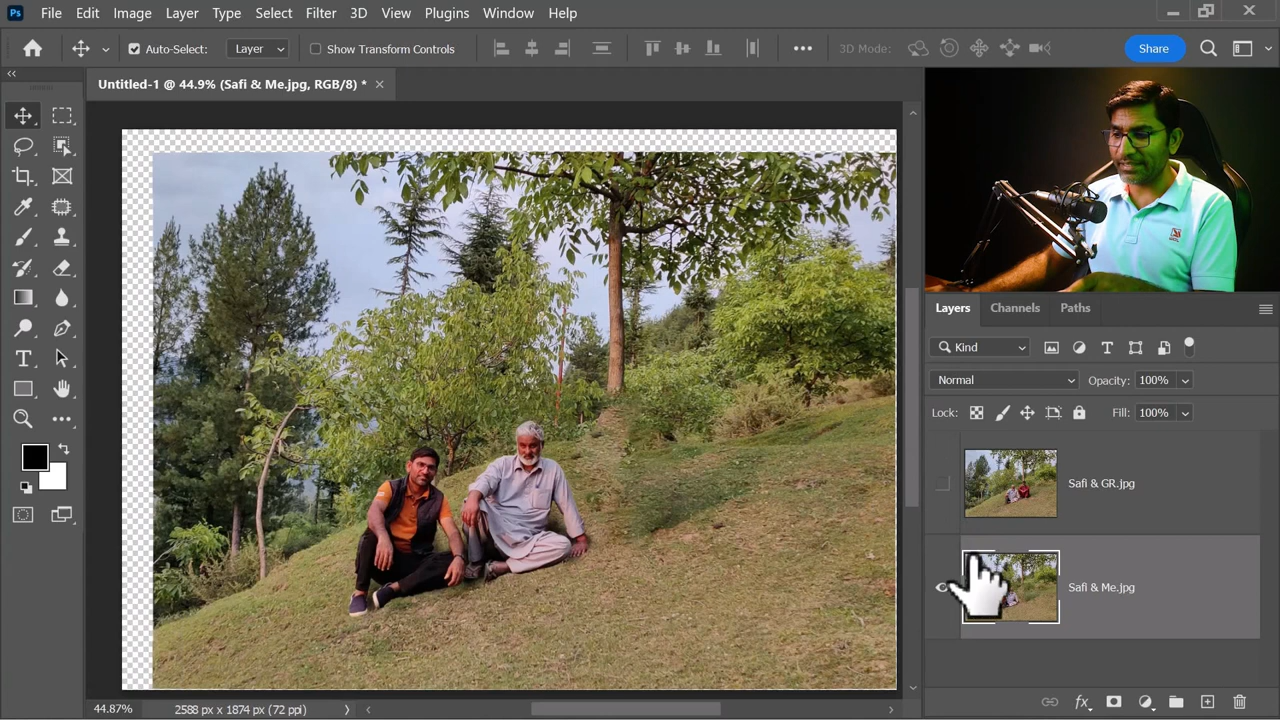 Ps File Edit Image Layer Type Select Filter 3D View Plugins Window Help
Auto-Select: Layer Show Transform Controls 3D Mode: Share
Untitled-1 @ 44.9% (Safi & Me.jpg, RGB/8) *
Layers Channels Paths
Kind
Normal Opacity: 100%
Lock: Fill: 100%
Safi & GR.jpg
Safi & Me.jpg
44.87% 2588 px x 1874 px (72 ppi)
fx